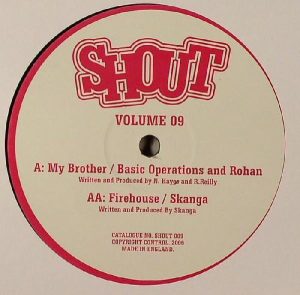 SHOUT
VOLUME 09
A: My Brother / Basic Operations and Rohan
Written and Produced by N. Hayge and R.Reilly
AA: Firehouse / Skanga
Written and Produced By Skanga
CATALOGUE NO. SHOUT 009
COPYRIGHT CONTROL. 2006
MADE IN ENGLAND.